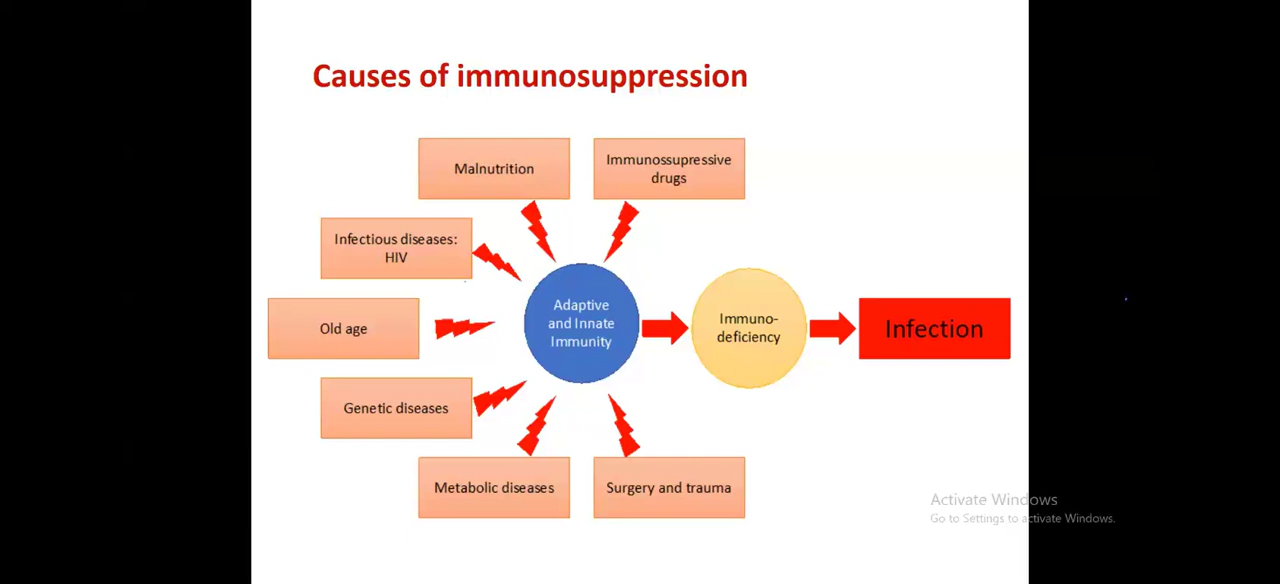 Causes of immunosuppression
Malnutrition
Immunossupressive
drugs
Infectious diseases:
HIV
Old age
Adaptive
and Innate
Immunity
Immuno-
deficiency
Infection
Genetic diseases
Metabolic diseases
Surgery and trauma
Activate Windows
Go to Settings to activate Windows.